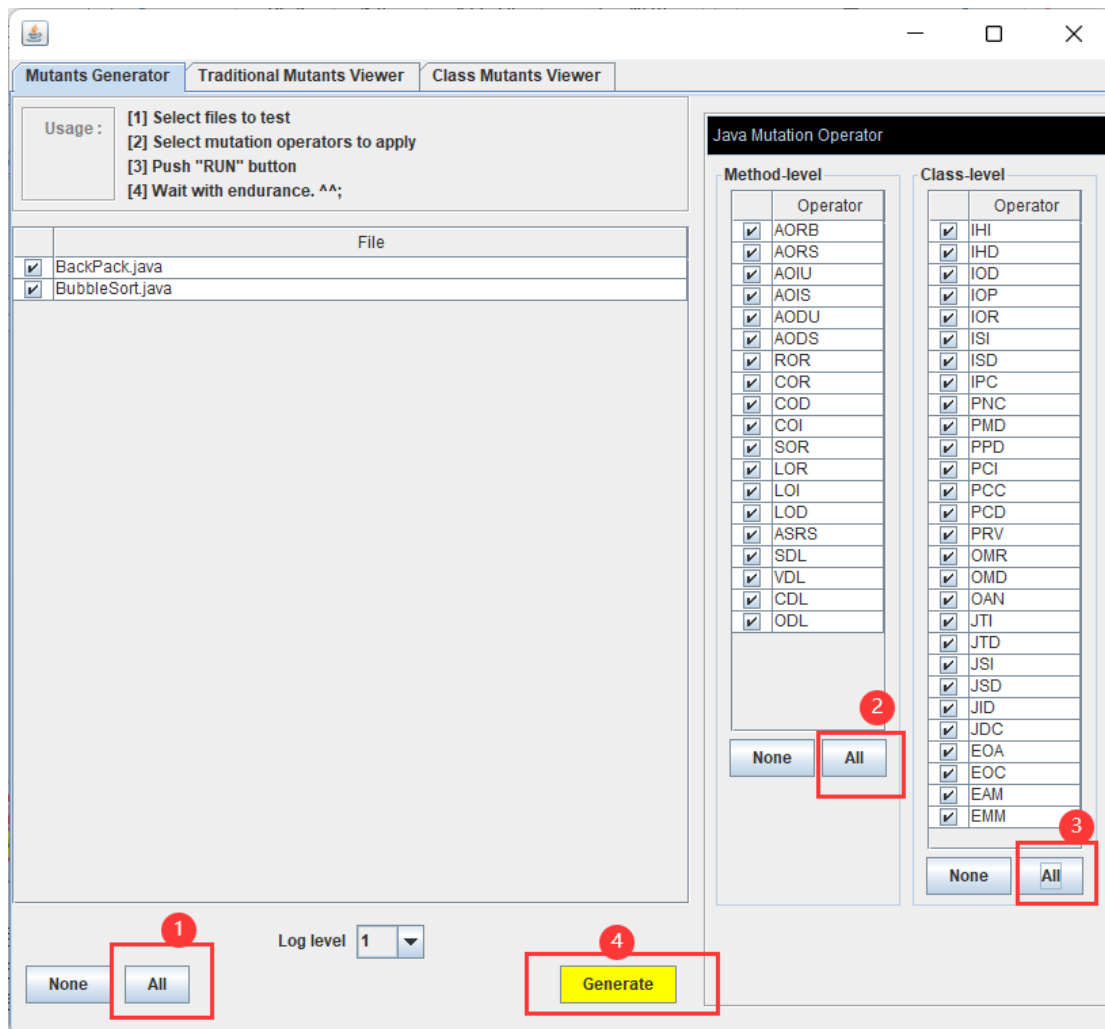 Mutants Generator Traditional Mutants Viewer Class Mutants Viewer
Usage :
[1] Select files to test
[2] Select mutation operators to apply
[3] Push "RUN" button
[4] Wait with endurance. ^^;
File
BackPack.java
BubbleSort.java
1
Log level 1
None All
4
Generate
Java Mutation Operator
Method-level
Operator
AORB
AORS
AOIU
AOIS
AODU
AODS
ROR
COR
COD
COI
SOR
LOR
LOI
LOD
ASRS
SDL
VDL
CDL
ODL
2
None All
Class-level
Operator
IHI
IHD
IOD
IOP
IOR
ISI
ISD
IPC
PNC
PMD
PPD
PCI
PCC
PCD
PRV
OMR
OMD
OAN
JTI
JTD
JSI
JSD
JID
JDC
EOA
EOC
EAM
EMM
3
None All